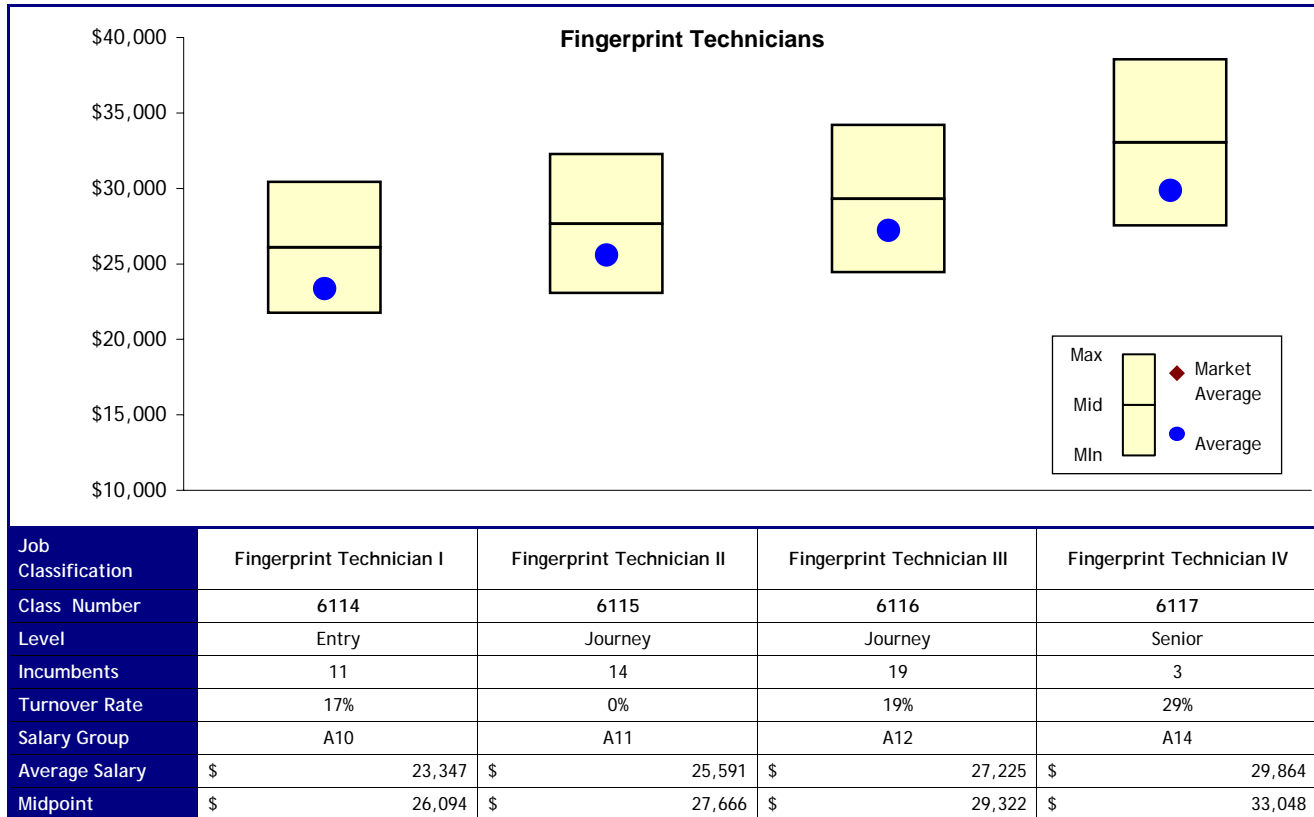 Fingerprint Technicians
$40,000
$35,000
$30,000
$25,000
$20,000
$15,000
$10,000
Max
Mid
MIn
Market
Average
Average
Job
Classification
Fingerprint Technician I
Fingerprint Technician II
Fingerprint Technician III
Fingerprint Technician IV
Class Number 6114 6115 6116 6117
Level Entry Journey Journey Senior
Incumbents 11 14 19 3
Turnover Rate 17% 0% 19% 29%
Salary Group A10 A11 A12 A14
Average Salary $ 23,347 $ 25,591 $ 27,225 $ 29,864
Midpoint $ 26,094 $ 27,666 $ 29,322 $ 33,048